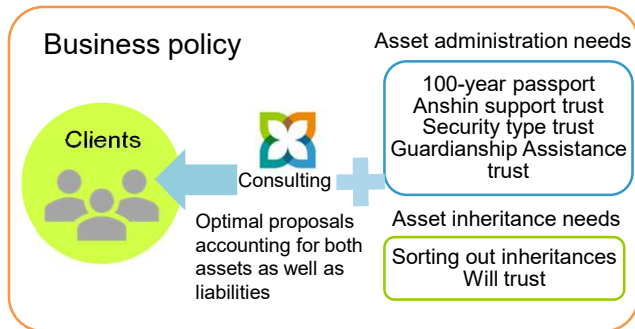 Business policy
Clients
Consulting
Optimal proposals
accounting for both
assets as well as
liabilities
Asset administration needs
100-year passport
Anshin support trust
Security type trust
Guardianship Assistance
trust
Asset inheritance needs
Sorting out inheritances
Will trust